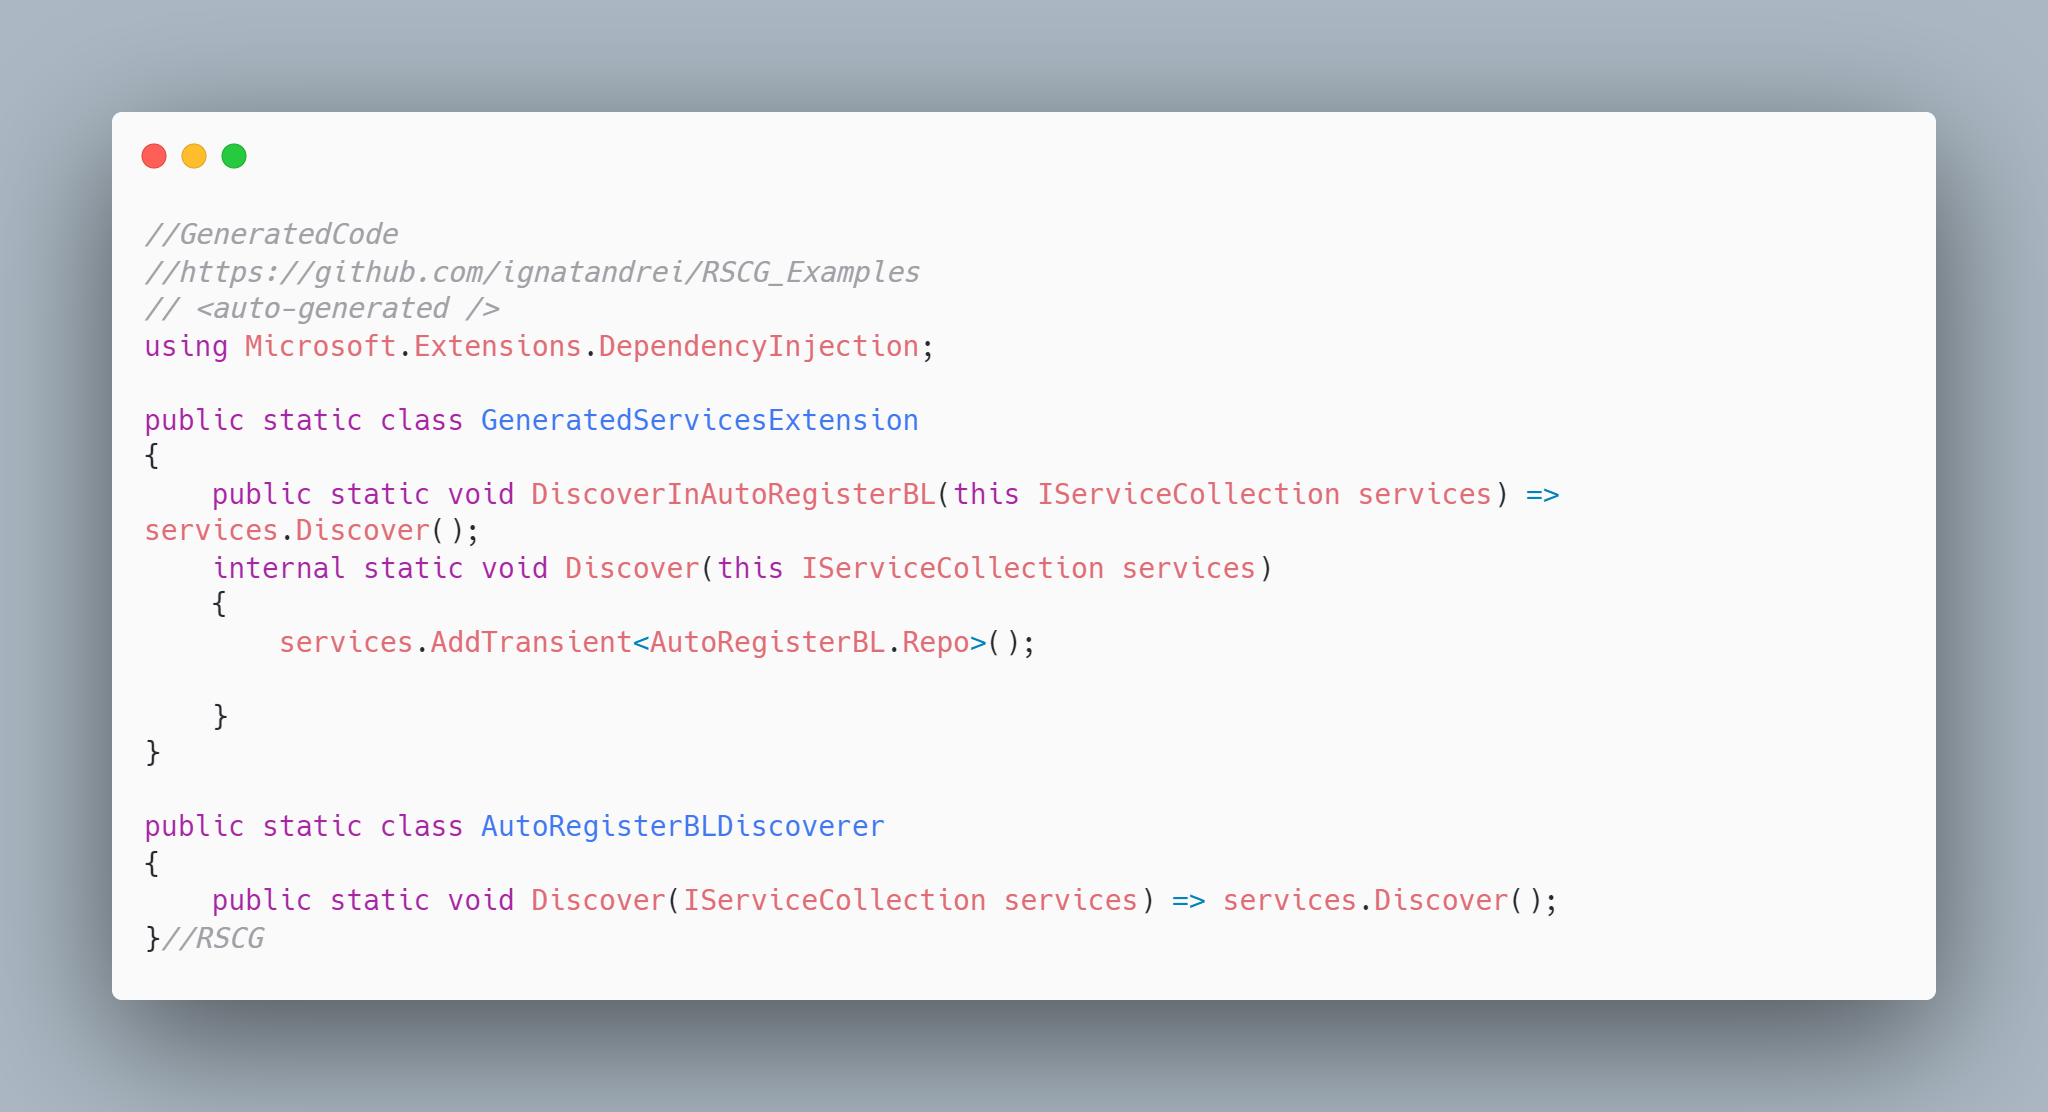 //GeneratedCode
//https://github.com/ignatandrei/RSCG_Examples
// <auto-generated />
using Microsoft.Extensions.DependencyInjection;

public static class GeneratedServicesExtension
{
    public static void DiscoverInAutoRegisterBL(this IServiceCollection services) =>
services.Discover();
    internal static void Discover(this IServiceCollection services)
    {
        services.AddTransient<AutoRegisterBL.Repo>();

    }
}

public static class AutoRegisterBLDiscoverer
{
    public static void Discover(IServiceCollection services) => services.Discover();
}//RSCG